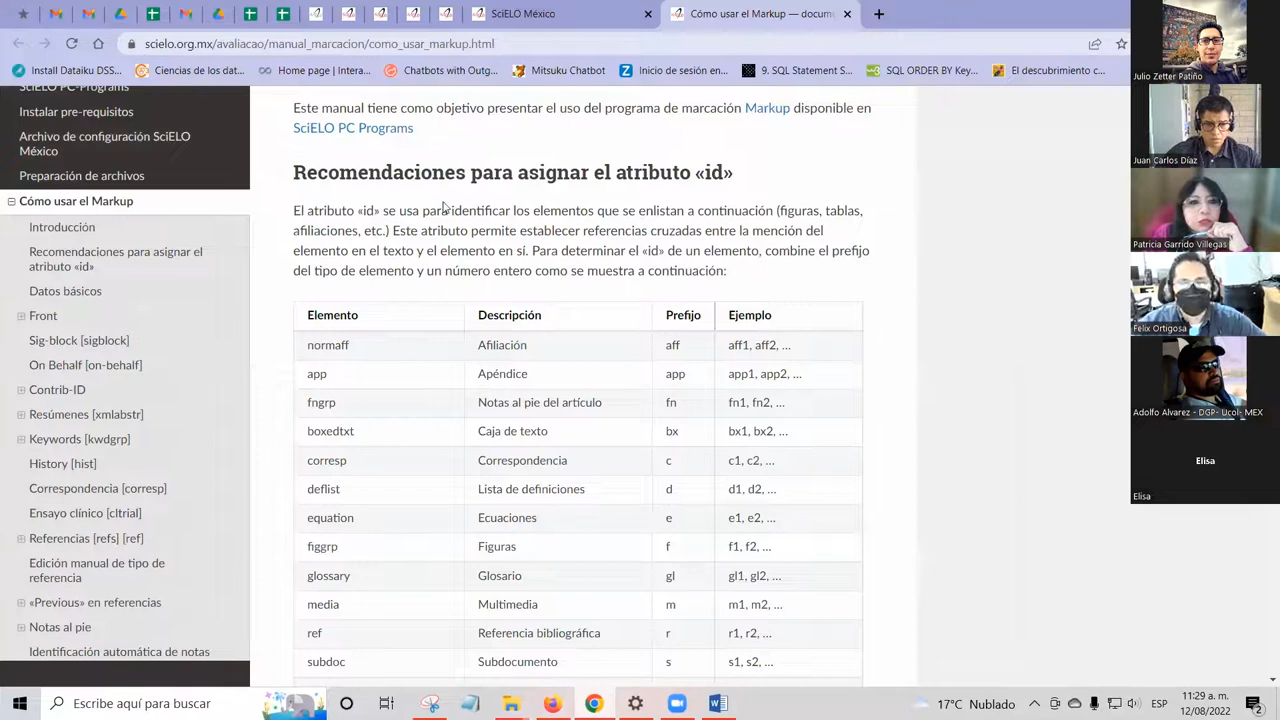 SciELO México
Cómo usar el Markup — docum
scielo.org.mx/avaliacao/manual_marcacion/como_usar_markup.html
Install Dataiku DSS...
Ciencias de los dat...
Home page | Intera...
Chatbots with outg...
Mitsuku Chatbot
Inicio de sesión en...
9. SQL Statement S...
SQL ORDER BY Key...
El descubrimiento c...
SciELO PC-Programs
Instalar pre-requisitos
Archivo de configuración SciELO
México
Preparación de archivos
Cómo usar el Markup
Introducción
Recomendaciones para asignar el
atributo «id»
Datos básicos
Front
Sig-block [sigblock]
On Behalf [on-behalf]
Contrib-ID
Resúmenes [xmlabstr]
Keywords [kwdgrp]
History [hist]
Correspondencia [corresp]
Ensayo clínico [cltrial]
Referencias [refs] [ref]
Edición manual de tipo de
referencia
«Previous» en referencias
Notas al pie
Identificación automática de notas
Este manual tiene como objetivo presentar el uso del programa de marcación Markup disponible en
SciELO PC Programs
Recomendaciones para asignar el atributo «id»
El atributo «id» se usa para identificar los elementos que se enlistan a continuación (figuras, tablas,
afiliaciones, etc.) Este atributo permite establecer referencias cruzadas entre la mención del
elemento en el texto y el elemento en sí. Para determinar el «id» de un elemento, combine el prefijo
del tipo de elemento y un número entero como se muestra a continuación:
Elemento Descripción Prefijo Ejemplo
normaff Afiliación aff aff1, aff2, ...
app Apéndice app app1, app2, ...
fngrp Notas al pie del artículo fn fn1, fn2, ...
boxedtxt Caja de texto bx bx1, bx2, ...
corresp Correspondencia c c1, c2, ...
deflist Lista de definiciones d d1, d2, ...
equation Ecuaciones e e1, e2, ...
figgrp Figuras f f1, f2, ...
glossary Glosario gl gl1, gl2, ...
media Multimedia m m1, m2, ...
ref Referencia bibliográfica r r1, r2, ...
subdoc Subdocumento s s1, s2, ...
Julio Zetter Patiño
Juan Carlos Díaz
Patricia Garrido Villegas
Felix Ortigosa
Adolfo Alvarez - DGP- Ucol- MEX
Elisa
Elisa
Escribe aquí para buscar
17°C Nublado
ESP
11:29 a. m.
12/08/2022
2